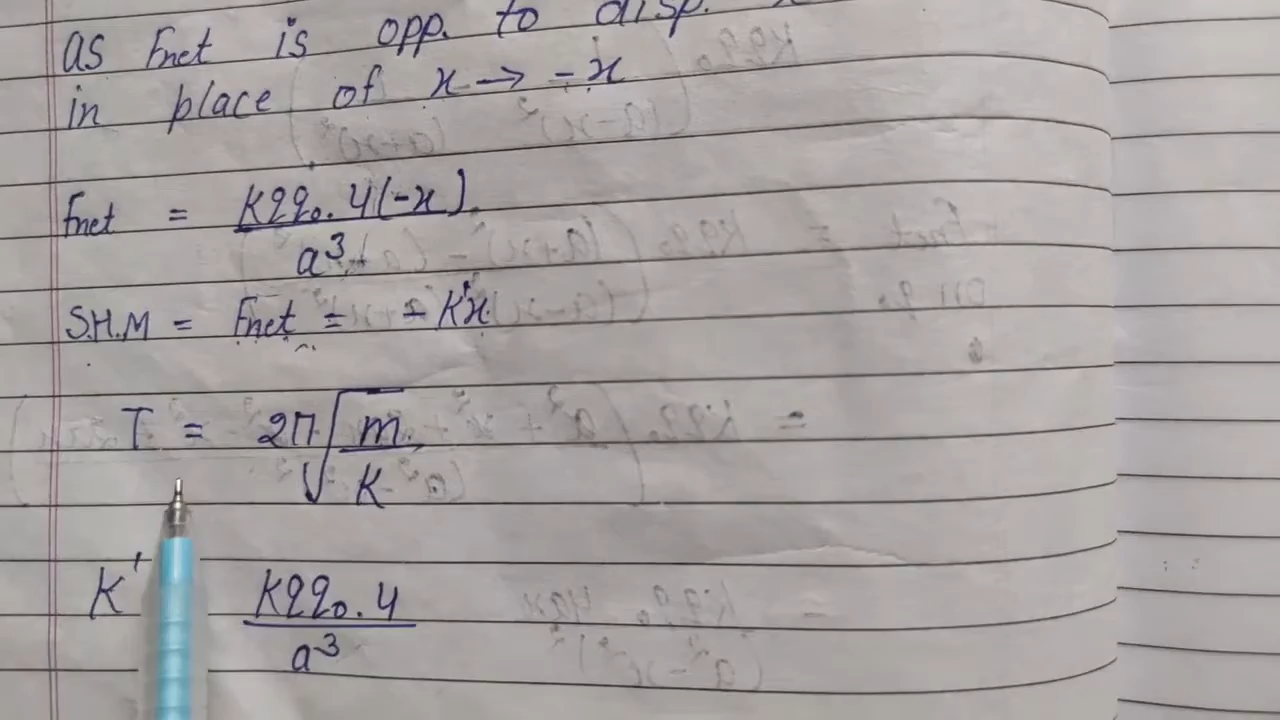 as Fnet is opp. to disp. x
in place of x → -x
Fnet = Kqq₀.4(-x)
a³
S.H.M = Fnet = -K'x
T = 2π√m
K
K' Kqq₀.4
a³